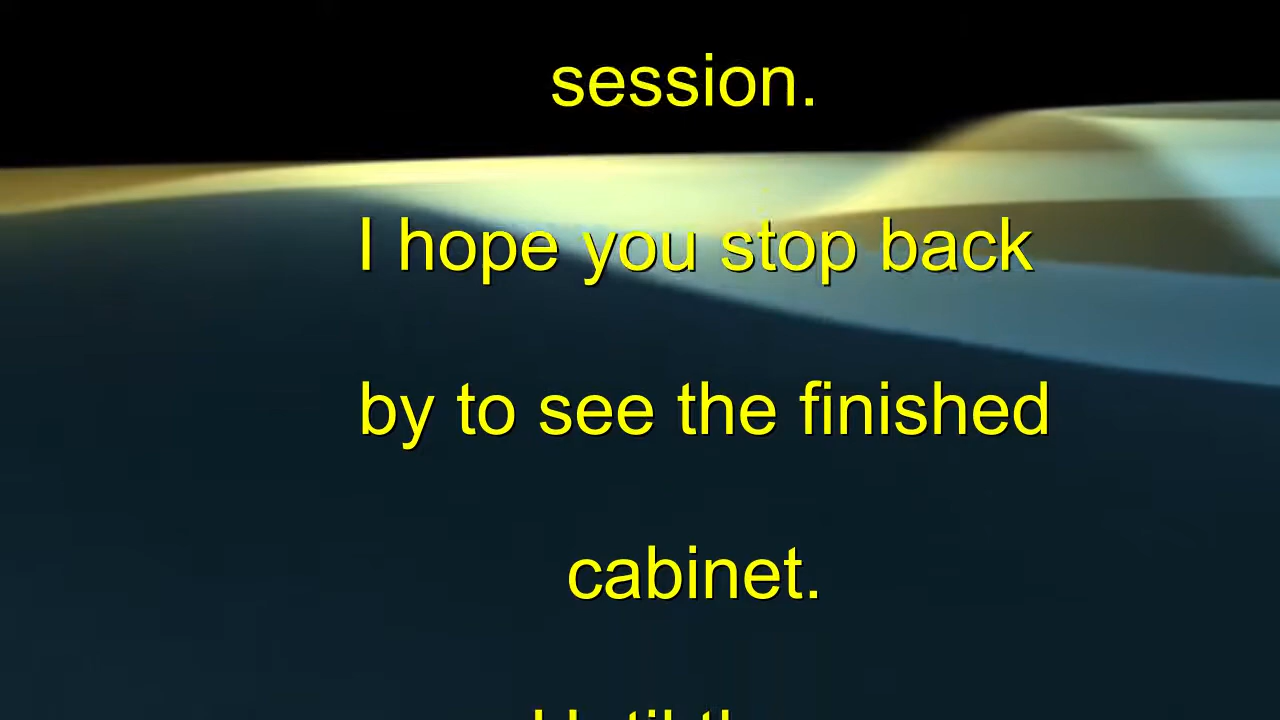 session.
I hope you stop back
by to see the finished
cabinet.